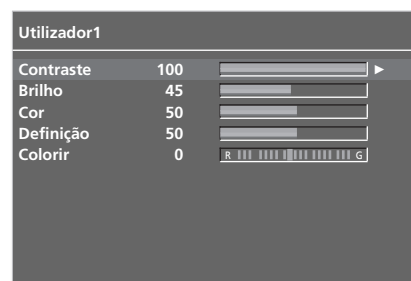 Utilizador1
Contraste 100
Brilho 45
Cor 50
Definição 50
Colorir 0 R G